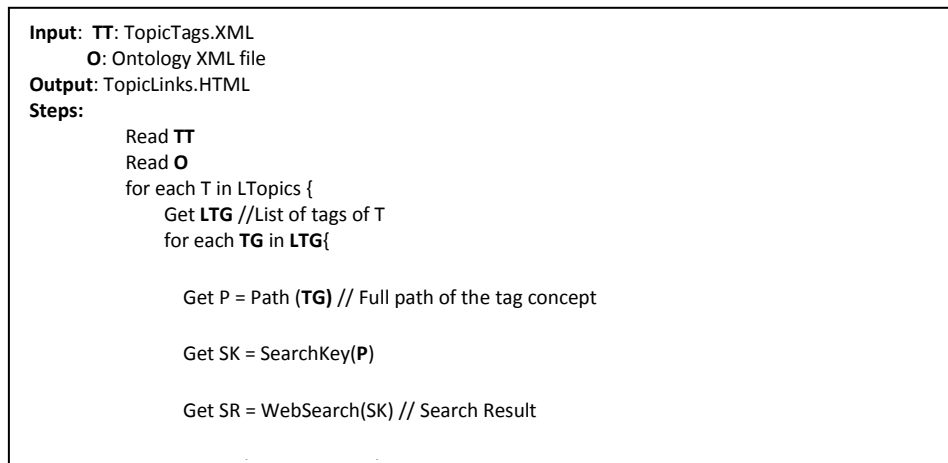 Input: TT: TopicTags.XML
O: Ontology XML file
Output: TopicLinks.HTML
Steps:
Read TT
Read O
for each T in LTopics {
Get LTG //List of tags of T
for each TG in LTG{
Get P = Path (TG) // Full path of the tag concept
Get SK = SearchKey(P)
Get SR = WebSearch(SK) // Search Result